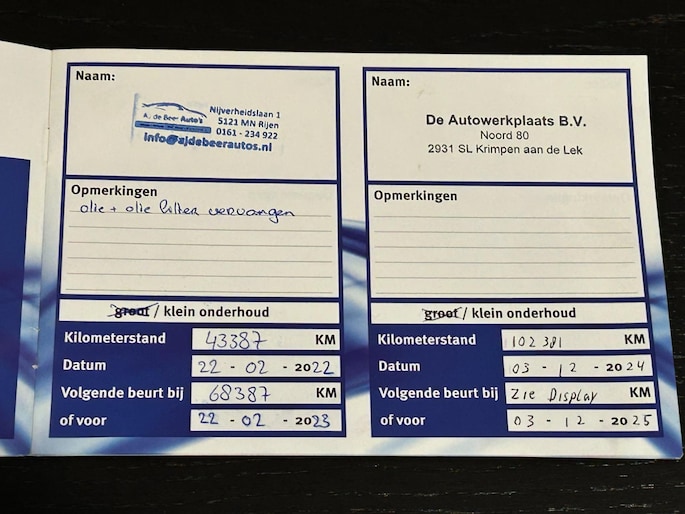 Naam:
A.J. de Beer Auto's
Nijverheidslaan 1
5121 MN Rijen
0161 - 234 922
info@ajdebeerautos.nl
Opmerkingen
olie + olie filter vervangen
groot / klein onderhoud
Kilometerstand 43387 KM
Datum 22 - 02 - 2022
Volgende beurt bij 68387 KM
of voor 22 - 02 - 2023
Naam:
De Autowerkplaats B.V.
Noord 80
2931 SL Krimpen aan de Lek
Opmerkingen
groot / klein onderhoud
Kilometerstand 102 381 KM
Datum 03 - 12 - 2024
Volgende beurt bij Zie Display KM
of voor 03 - 12 - 2025